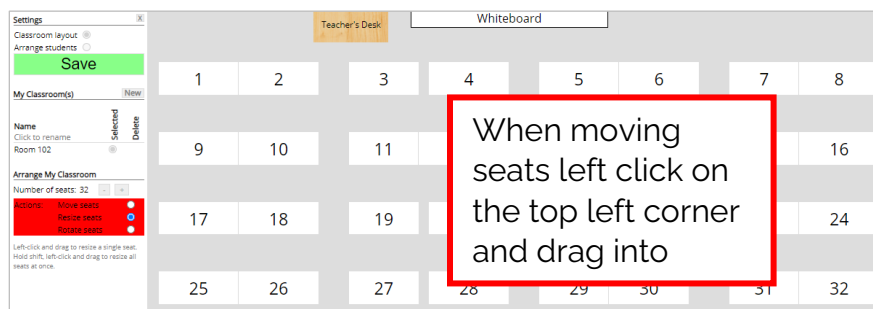 Settings X
Classroom layout
Arrange students
Save
My Classroom(s) New
Name Selected Delete
Click to rename
Room 102
Arrange My Classroom
Number of seats: 32 - +
Actions: Move seats
Resize seats
Rotate seats
Left-click and drag to resize a single seat.
Hold shift, left-click and drag to resize all
seats at once.
Teacher's Desk Whiteboard
1 2 3 4 5 6 7 8
9 10 11 16
17 18 19 24
25 26 27 28 29 30 31 32
When moving
seats left click on
the top left corner
and drag into